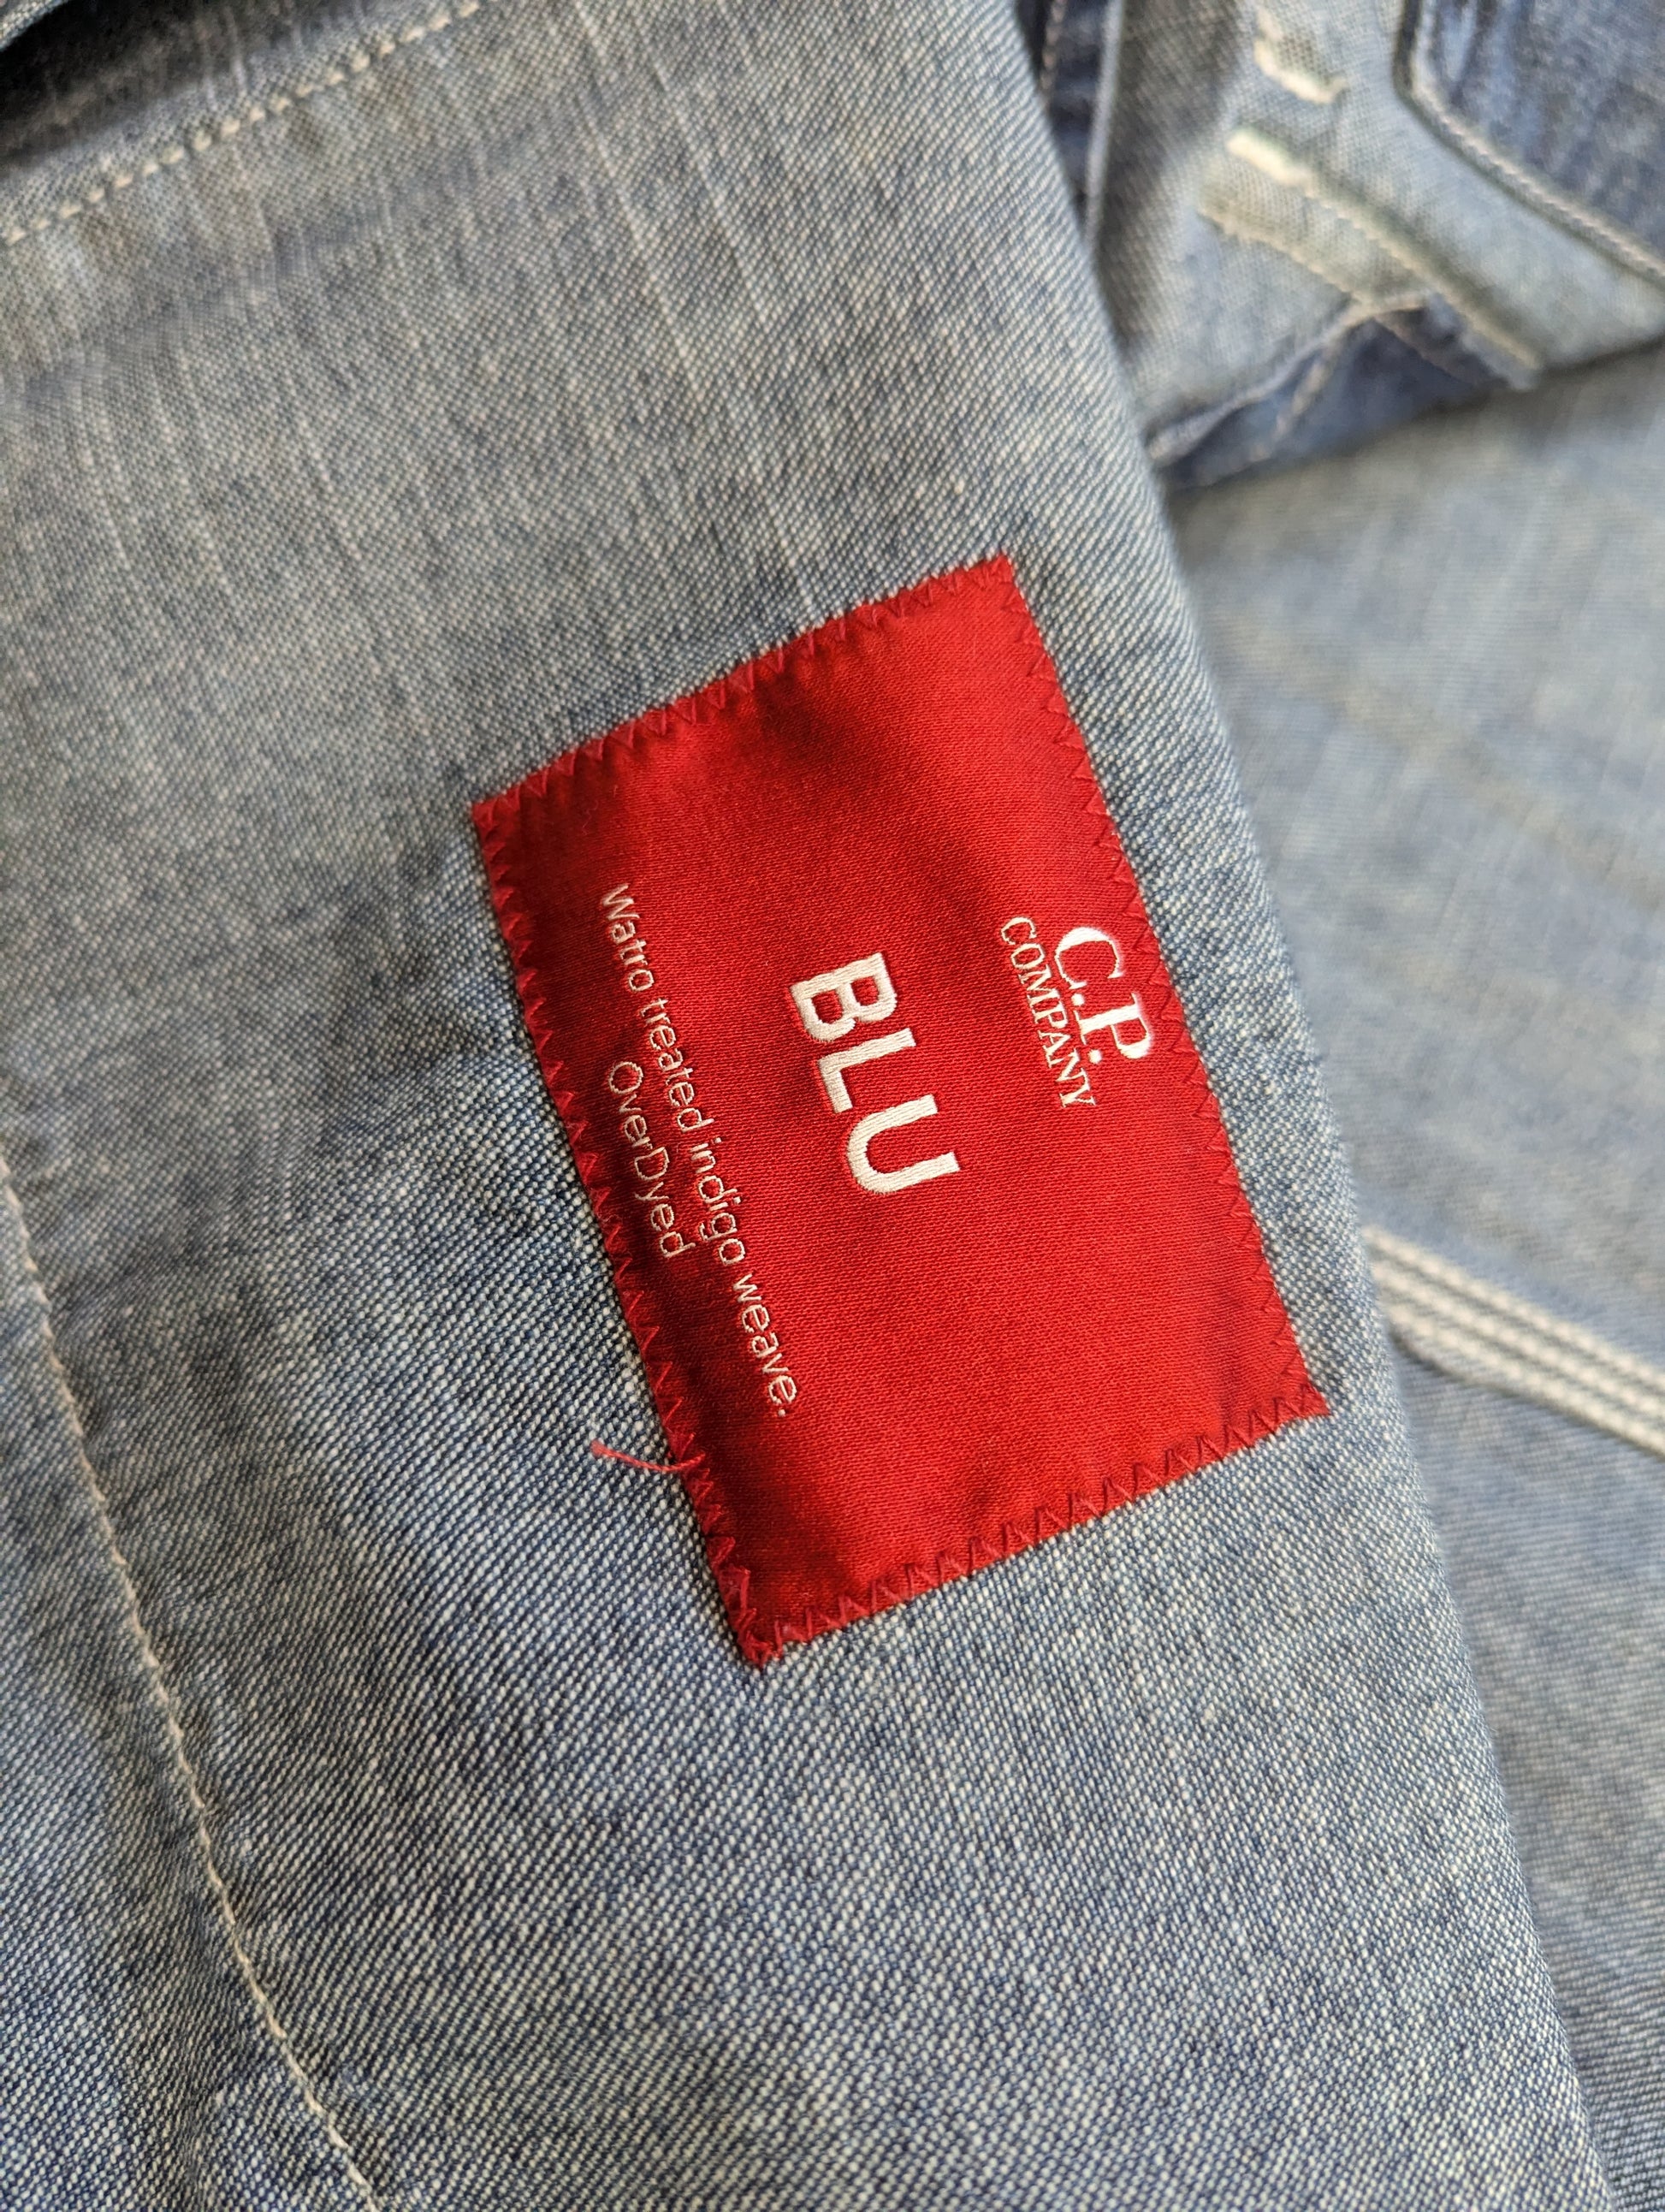 C.P.
COMPANY
BLU
Watro treated indigo weave.
OverDyed